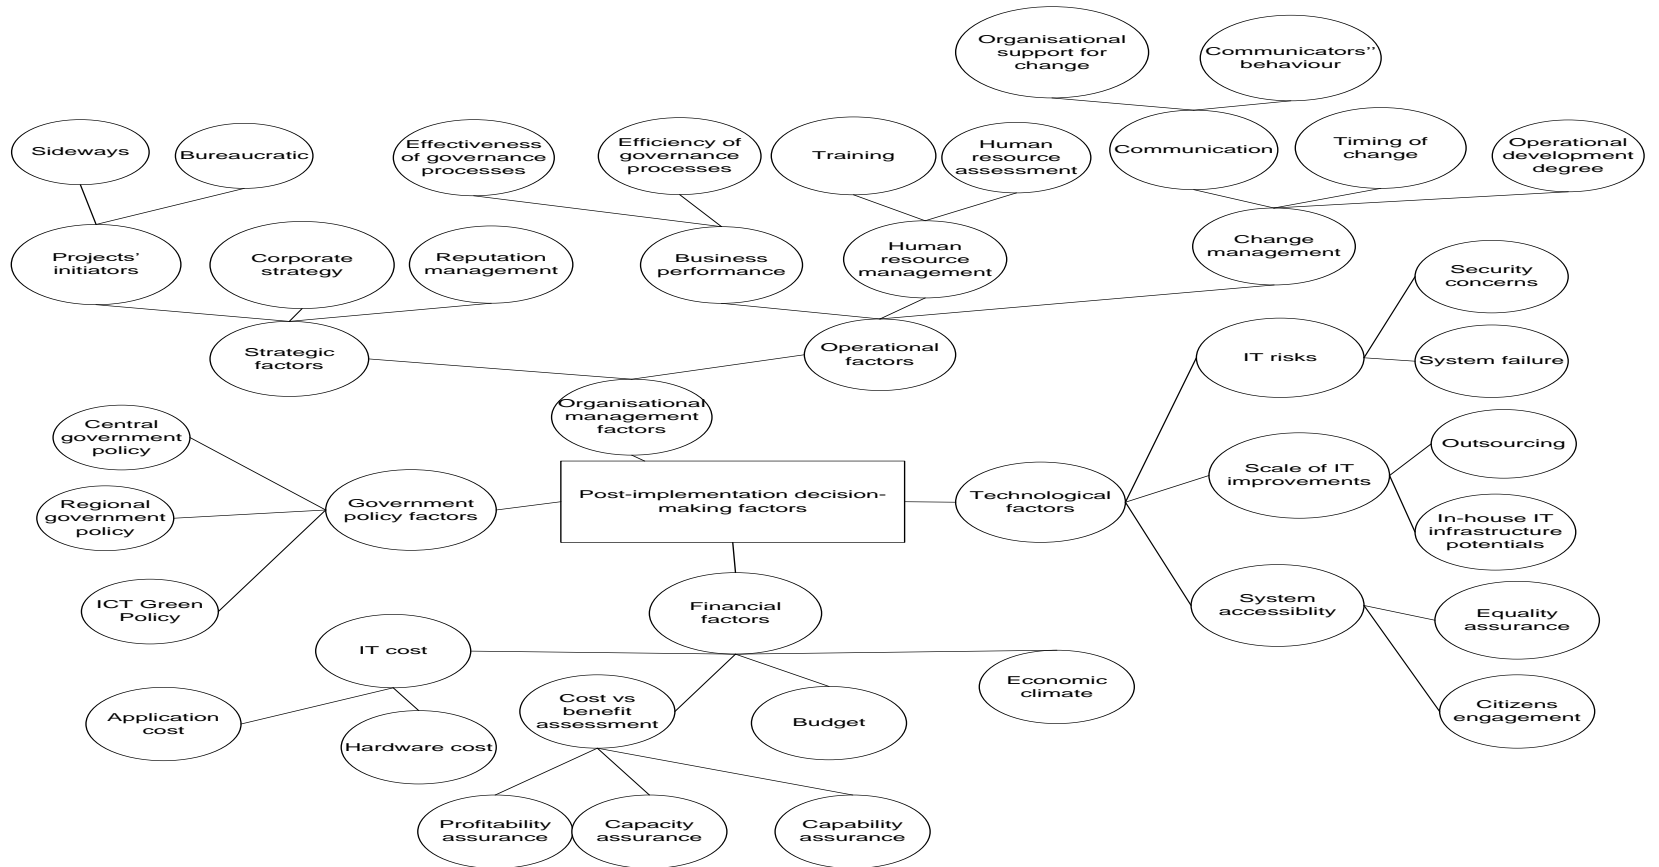 Organisational
support for
change
Communicators''
behaviour
Sideways
Bureaucratic
Effectiveness
of governance
processes
Efficiency of
governance
processes
Training
Human
resource
assessment
Communication
Timing of
change
Operational
development
degree
Projects'
initiators
Corporate
strategy
Reputation
management
Business
performance
Human
resource
management
Change
management
Security
concerns
Strategic
factors
Operational
factors
IT risks
System failure
Organisational
management
factors
Central
government
policy
Outsourcing
Scale of IT
improvements
Regional
government
policy
Government
policy factors
Post-implementation decision-
making factors
Technological
factors
In-house IT
infrastructure
potentials
ICT Green
Policy
Financial
factors
System
accessiblity
Equality
assurance
IT cost
Economic
climate
Application
cost
Hardware cost
Cost vs
benefit
assessment
Budget
Citizens
engagement
Profitability
assurance
Capacity
assurance
Capability
assurance